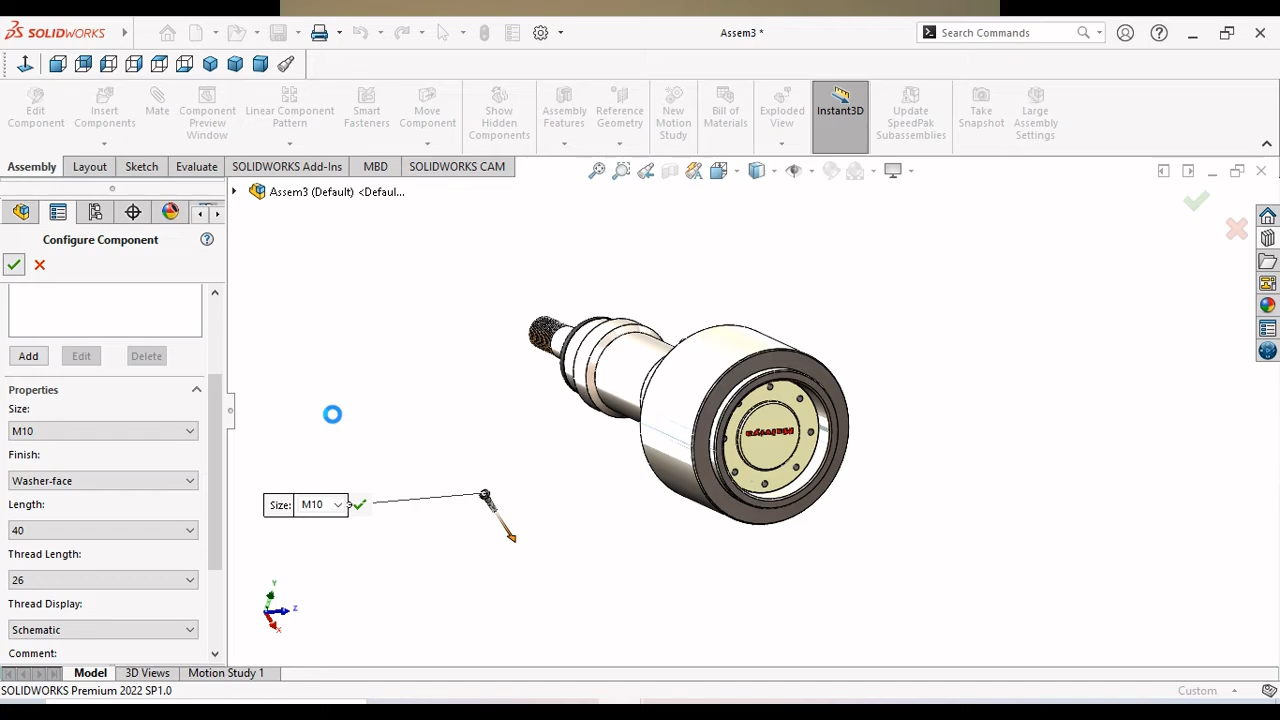 SOLIDWORKS
Assem3 *
Search Commands
Edit Component
Insert Components
Mate
Component Preview Window
Linear Component Pattern
Smart Fasteners
Move Component
Show Hidden Components
Assembly Features
Reference Geometry
New Motion Study
Bill of Materials
Exploded View
Instant3D
Update SpeedPak Subassemblies
Take Snapshot
Large Assembly Settings
Assembly
Layout
Sketch
Evaluate
SOLIDWORKS Add-Ins
MBD
SOLIDWORKS CAM
Assem3 (Default) <Defaul...
Configure Component
Add
Edit
Delete
Properties
Size:
M10
Finish:
Washer-face
Length:
40
Thread Length:
26
Thread Display:
Schematic
Comment:
Size: M10
Y
Z
X
Model
3D Views
Motion Study 1
SOLIDWORKS Premium 2022 SP1.0
Custom